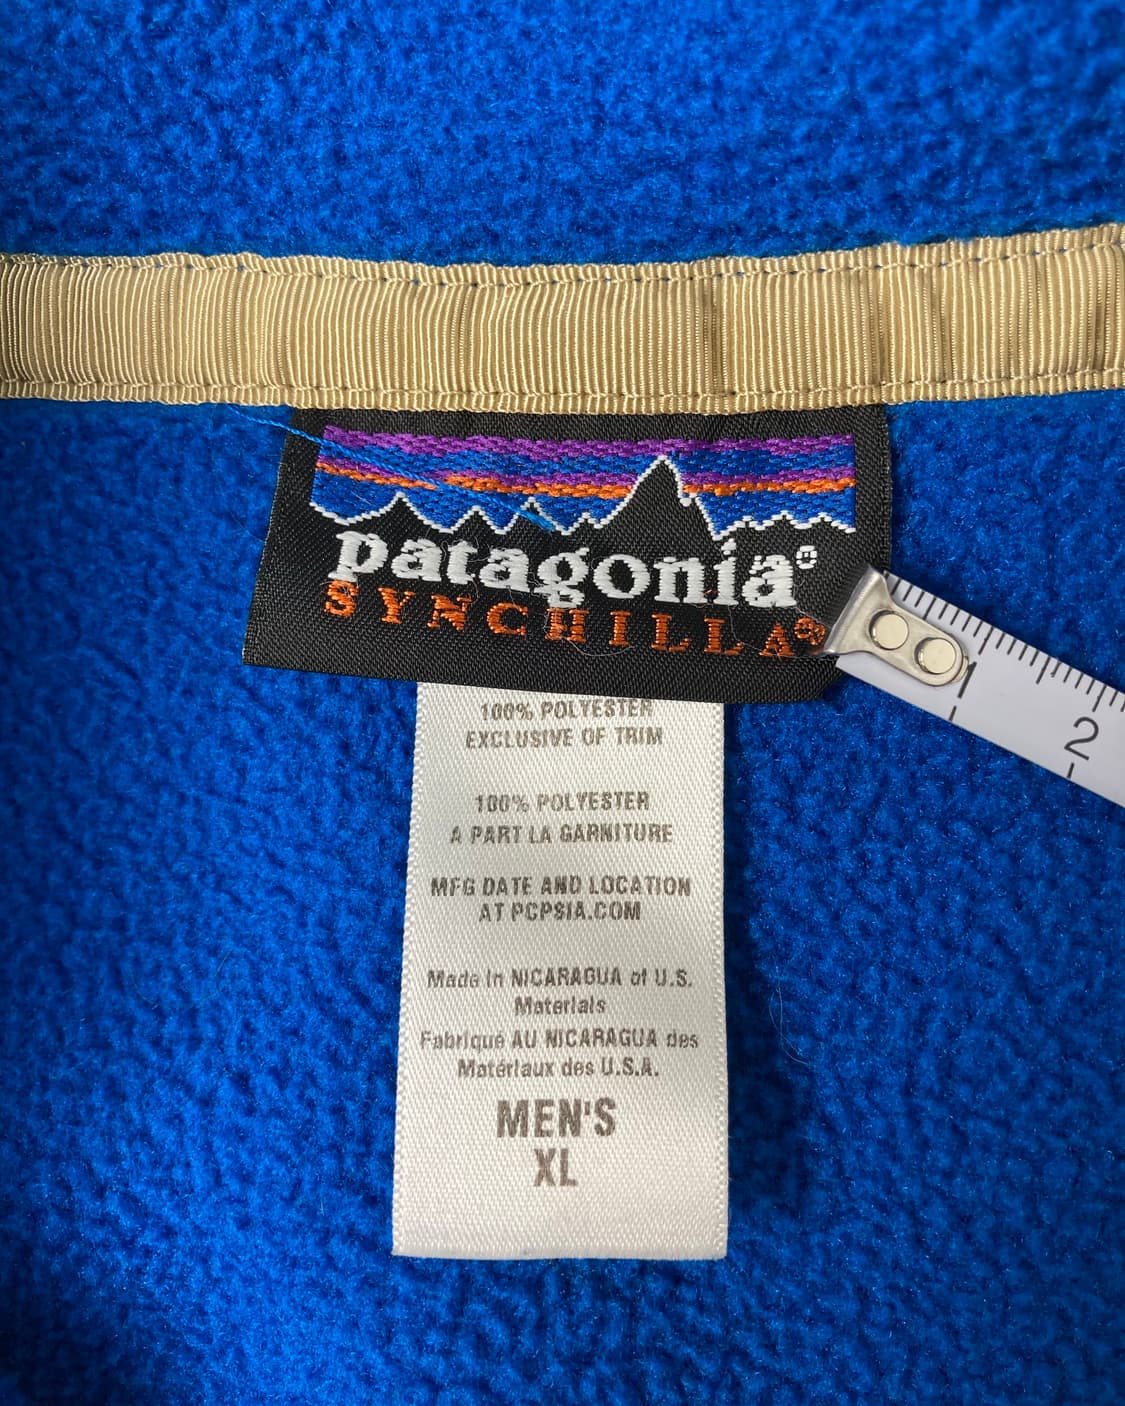 patagonia®
SYNCHILLA®
2
100% POLYESTER
EXCLUSIVE OF TRIM
100% POLYESTER
A PART LA GARNITURE
MFG DATE AND LOCATION
AT PCPSIA.COM
Made in NICARAGUA of U.S.
Materials
Fabriqué AU NICARAGUA des
Matériaux des U.S.A.
MEN'S
XL